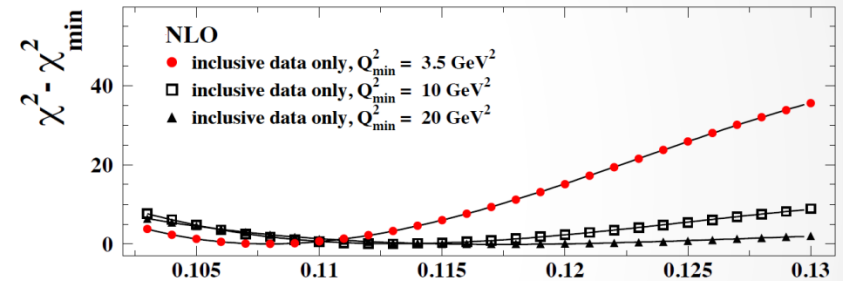 χ² - χ²min
NLO
inclusive data only, Q²min = 3.5 GeV²
inclusive data only, Q²min = 10 GeV²
inclusive data only, Q²min = 20 GeV²
40
20
0
0.105 0.11 0.115 0.12 0.125 0.13